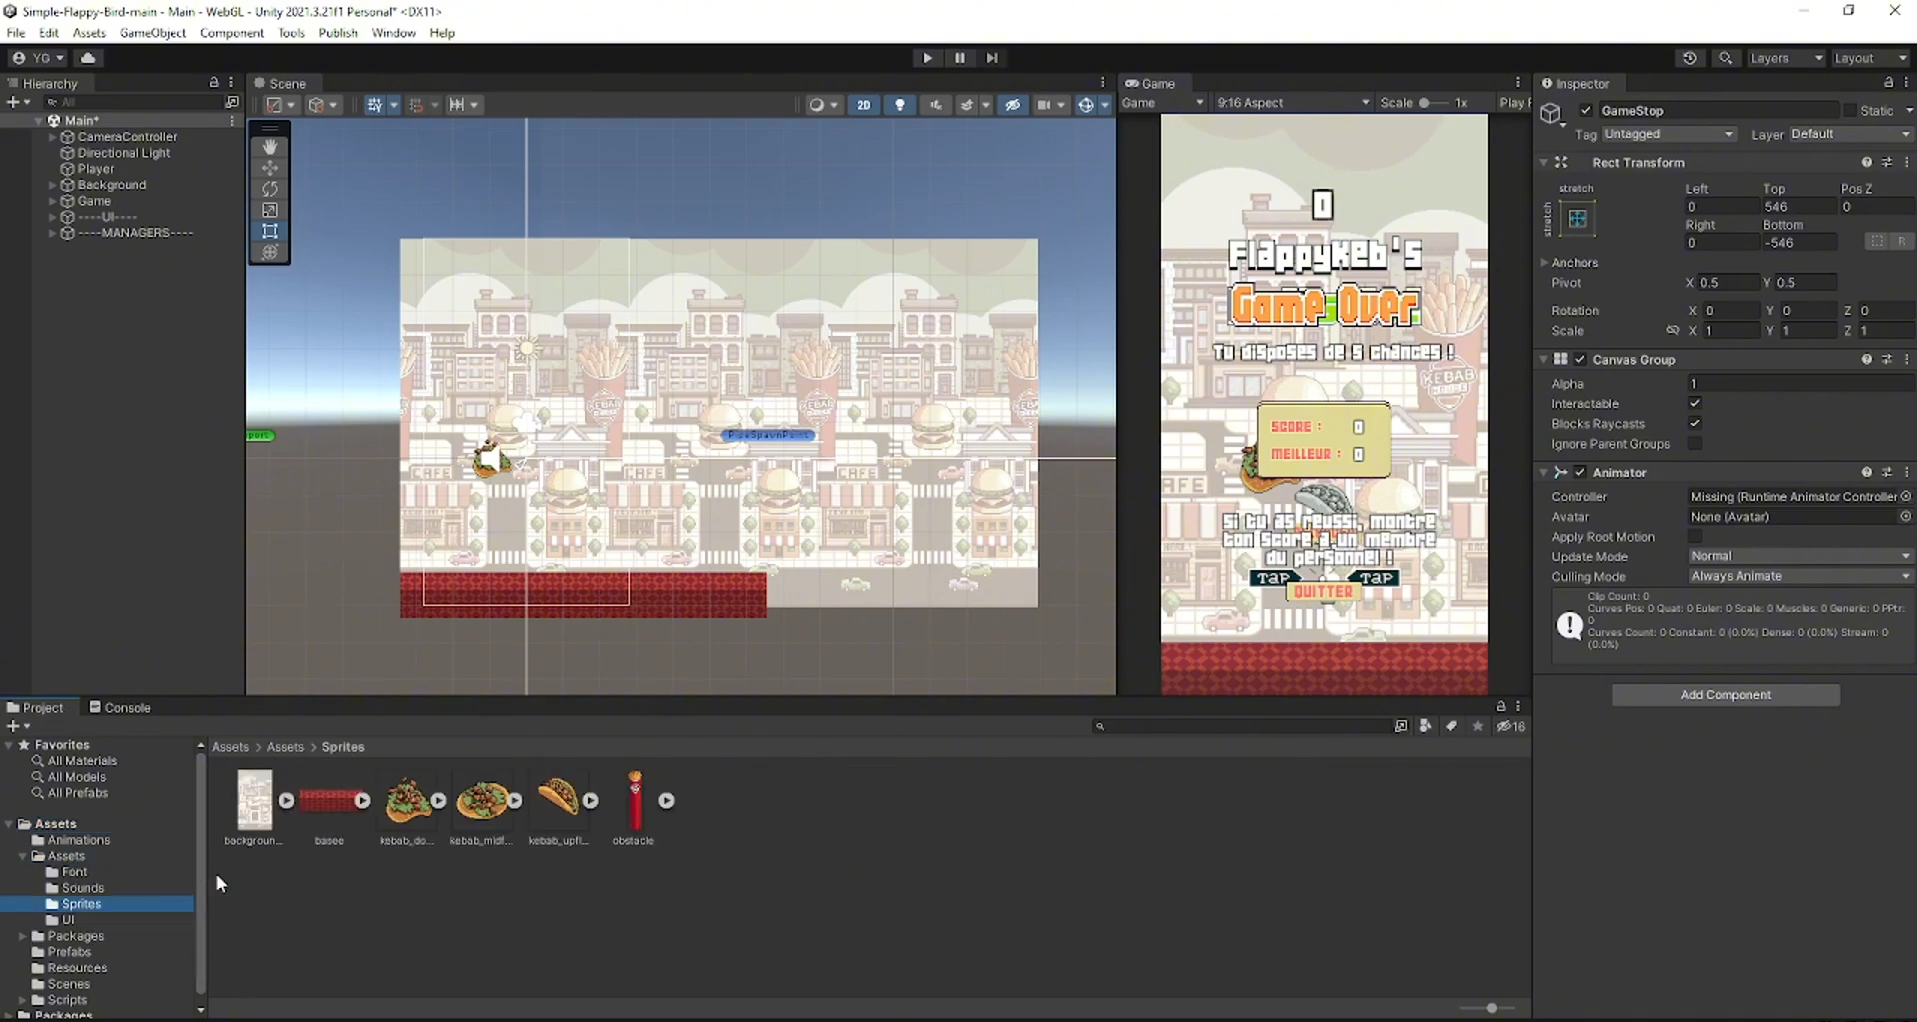 Simple-Flappy-Bird-main - Main - WebGL - Unity 2021.3.21f1 Personal* <DX11>
File Edit Assets GameObject Component Tools Publish Window Help
YG
Layers Layout
Hierarchy
All
Main*
CameraController
Directional Light
Player
Background
Game
----UI----
----MANAGERS----
Scene
2D
PipeSpawnPoint
CAFE
KEBAB HOUSE
Game
Game 9:16 Aspect Scale 1x Play
0
FlappyKeb's
Game Over
Tu disposes de 5 chances !
SCORE : 0
MEILLEUR : 0
Si tu as réussi, montre
ton score à un membre
du personnel !
TAP TAP
QUITTER
Inspector
GameStop Static
Tag Untagged Layer Default
Rect Transform
stretch
stretch
Left Top Pos Z
0 546 0
Right Bottom
0 -546
R
Anchors
Pivot X 0.5 Y 0.5
Rotation X 0 Y 0 Z 0
Scale X 1 Y 1 Z 1
Canvas Group
Alpha 1
Interactable
Blocks Raycasts
Ignore Parent Groups
Animator
Controller Missing (Runtime Animator Controller
Avatar None (Avatar)
Apply Root Motion
Update Mode Normal
Culling Mode Always Animate
Clip Count: 0
Curves Pos: 0 Quat: 0 Euler: 0 Scale: 0 Muscles: 0 Generic: 0 PPtr:
0
Curves Count: 0 Constant: 0 (0.0%) Dense: 0 (0.0%) Stream: 0
(0.0%)
Add Component
Project Console
16
Favorites
All Materials
All Models
All Prefabs
Assets
Animations
Assets
Font
Sounds
Sprites
UI
Packages
Prefabs
Resources
Scenes
Scripts
Packages
Assets > Assets > Sprites
backgroun... basee kebab_do... kebab_midf... kebab_upfl... obstacle